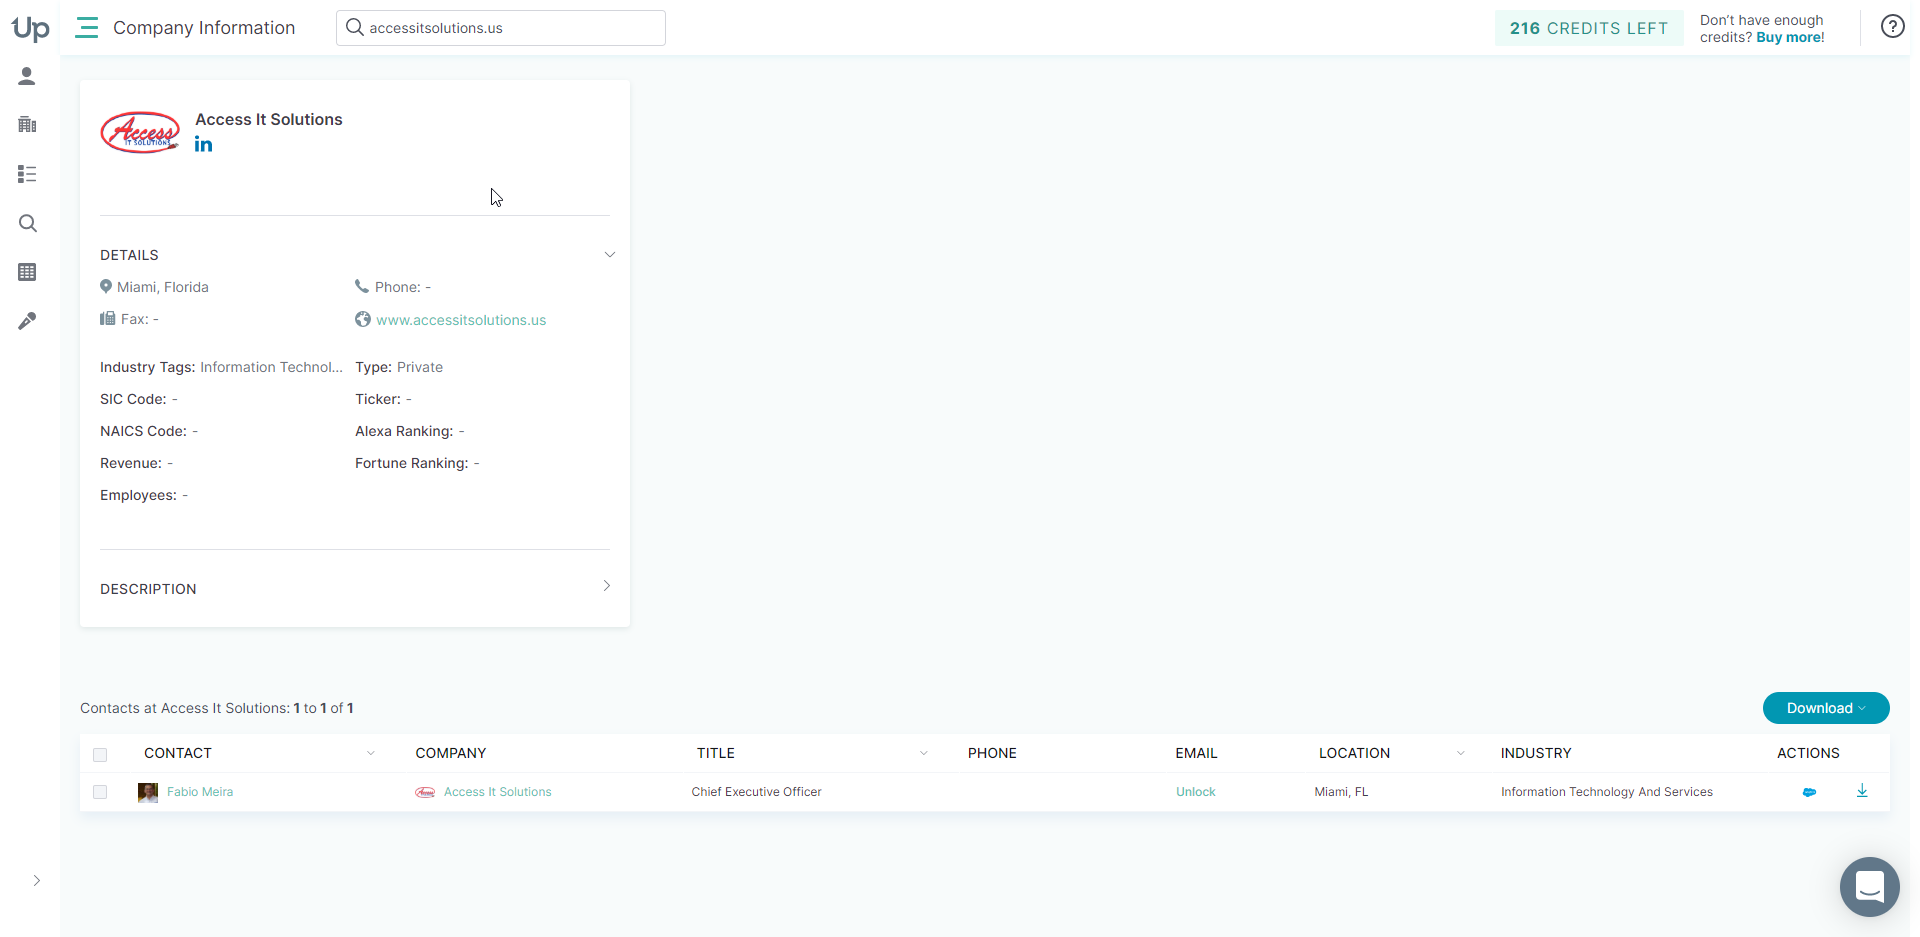 Up
Company Information
accessitsolutions.us
216 CREDITS LEFT
Don't have enough
credits? Buy more!
?
Access
IT SOLUTIONS
Access It Solutions
in
DETAILS
Miami, Florida
Phone: -
Fax: -
www.accessitsolutions.us
Industry Tags: Information Technol...
Type: Private
SIC Code: -
Ticker: -
NAICS Code: -
Alexa Ranking: -
Revenue: -
Fortune Ranking: -
Employees: -
DESCRIPTION
Contacts at Access It Solutions: 1 to 1 of 1
Download
CONTACT COMPANY TITLE PHONE EMAIL LOCATION INDUSTRY ACTIONS
Fabio Meira Access Access It Solutions Chief Executive Officer Unlock Miami, FL Information Technology And Services